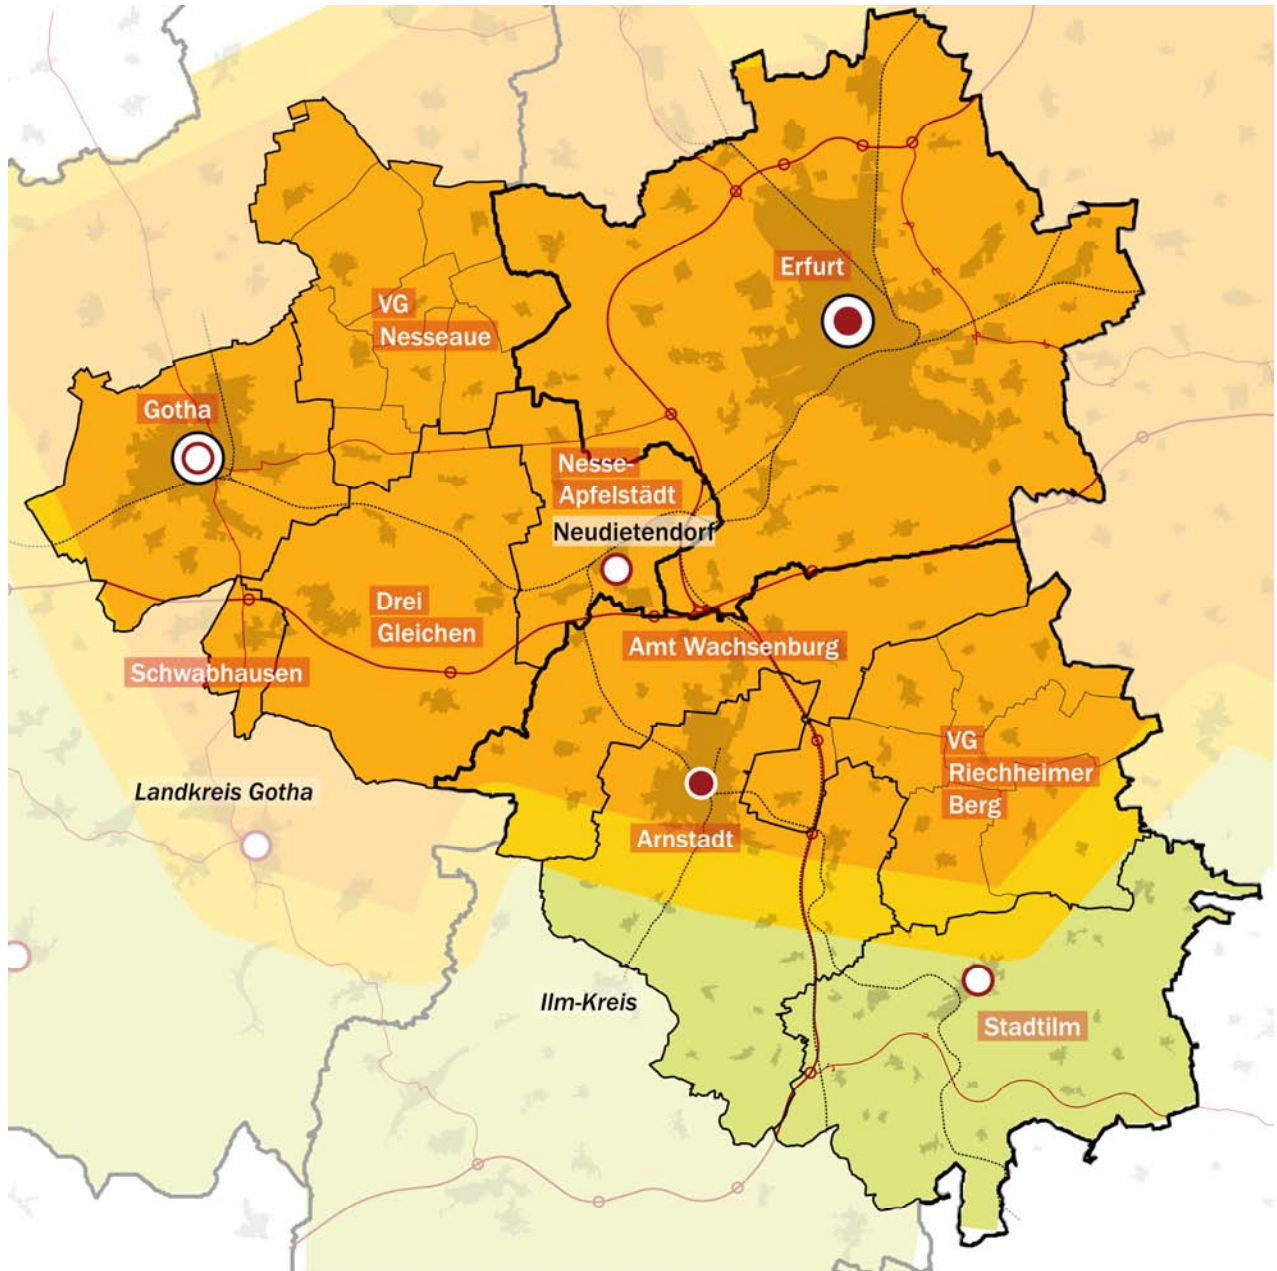 Erfurt
VG
Nesseaue
Gotha
Nesse-
Apfelstädt
Neudietendorf
Drei
Gleichen
Amt Wachsenburg
Schwabhausen
VG
Riechheimer
Berg
Landkreis Gotha
Arnstadt
Ilm-Kreis
Stadtilm